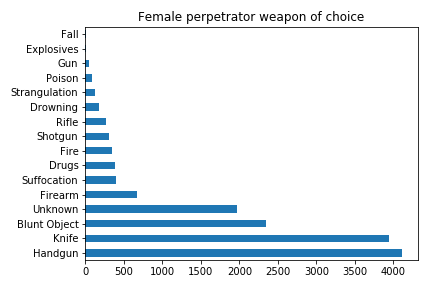 Female perpetrator weapon of choice
Fall
Explosives
Gun
Poison
Strangulation
Drowning
Rifle
Shotgun
Fire
Drugs
Suffocation
Firearm
Unknown
Blunt Object
Knife
Handgun
0 500 1000 1500 2000 2500 3000 3500 4000